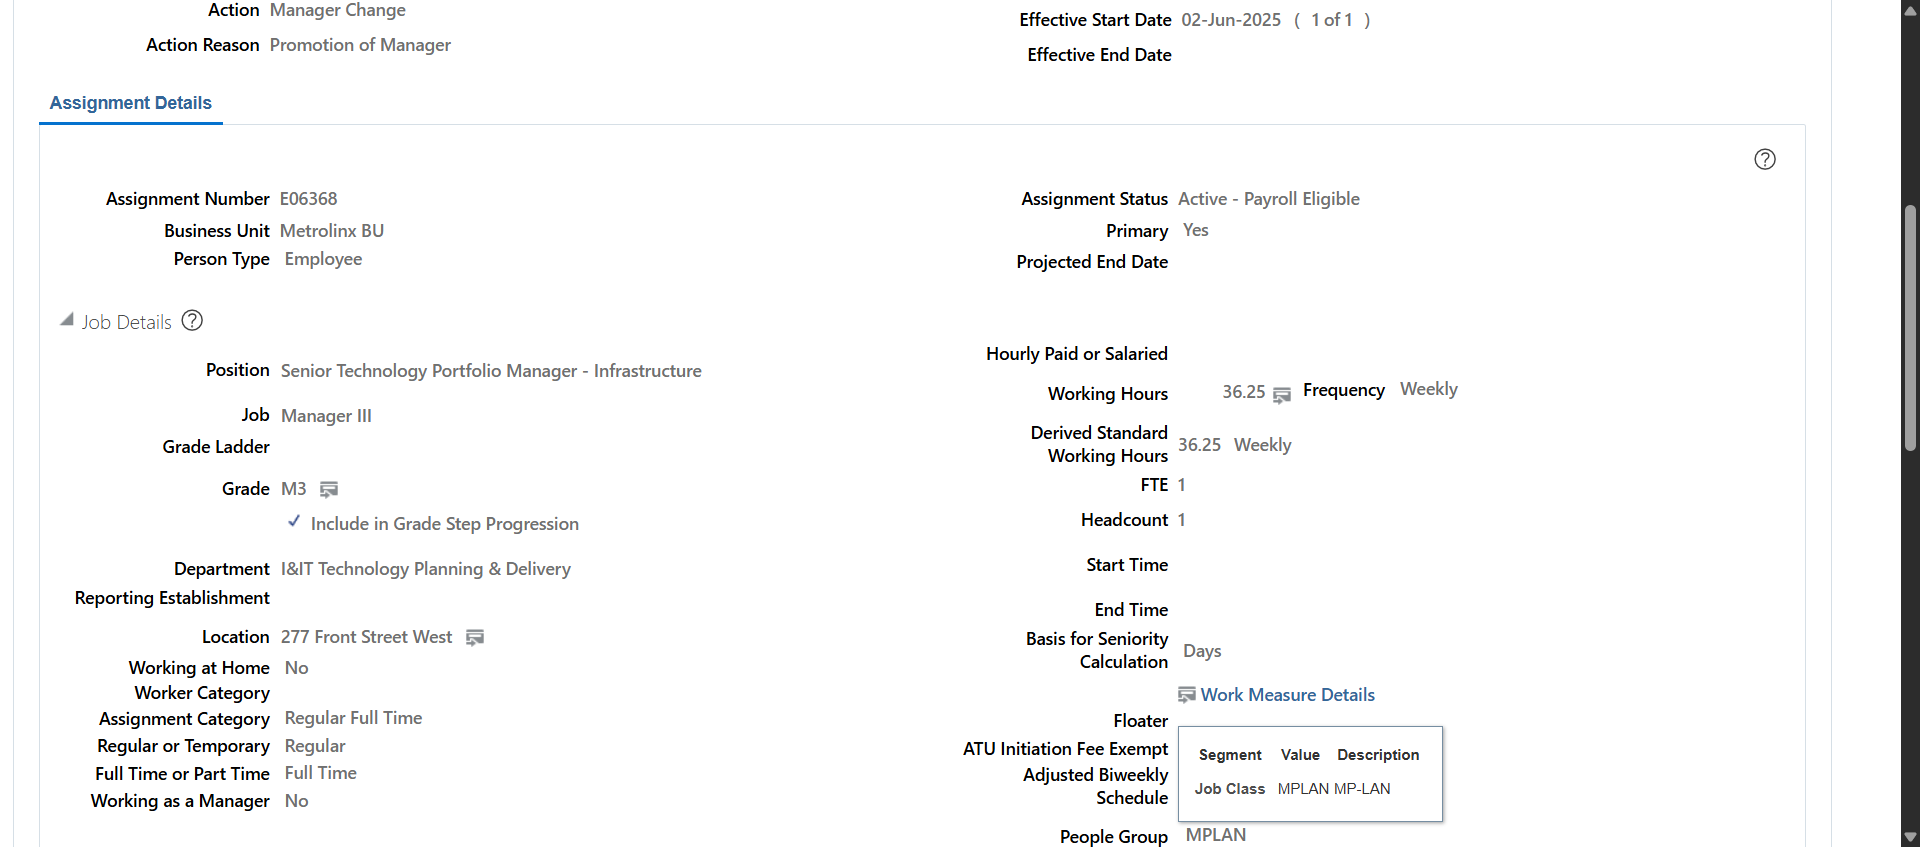 Action Manager Change
Action Reason Promotion of Manager
Effective Start Date 02-Jun-2025 ( 1 of 1 )
Effective End Date
Assignment Details
Assignment Number E06368
Business Unit Metrolinx BU
Person Type Employee
Assignment Status Active - Payroll Eligible
Primary Yes
Projected End Date
Job Details
Position Senior Technology Portfolio Manager - Infrastructure
Job Manager III
Grade Ladder
Grade M3
Include in Grade Step Progression
Department I&IT Technology Planning & Delivery
Reporting Establishment
Location 277 Front Street West
Working at Home No
Worker Category
Assignment Category Regular Full Time
Regular or Temporary Regular
Full Time or Part Time Full Time
Working as a Manager No
Hourly Paid or Salaried
Working Hours 36.25 Frequency Weekly
Derived Standard
Working Hours 36.25 Weekly
FTE 1
Headcount 1
Start Time
End Time
Basis for Seniority
Calculation Days
Work Measure Details
Floater
ATU Initiation Fee Exempt
Adjusted Biweekly
Schedule
Segment Value Description
Job Class MPLAN MP-LAN
People Group MPLAN